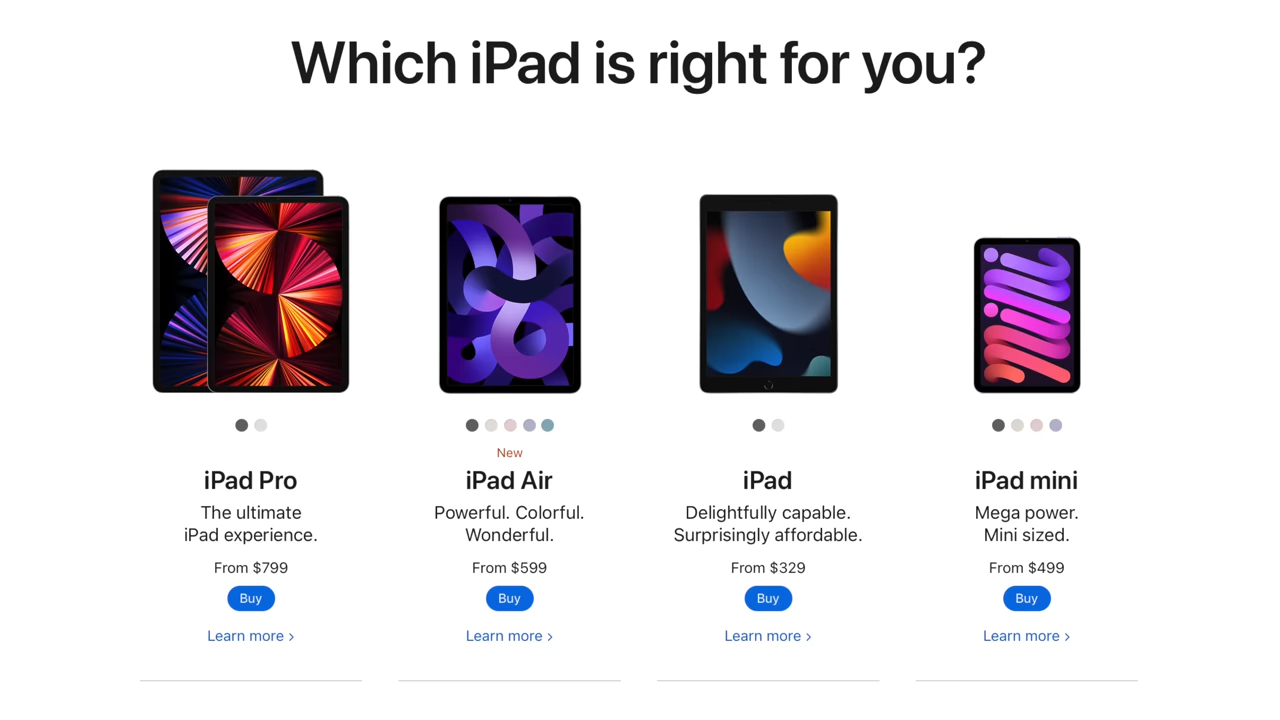 Which iPad is right for you?
New
iPad Pro
The ultimate
iPad experience.
From $799
Buy
Learn more >
iPad Air
Powerful. Colorful.
Wonderful.
From $599
Buy
Learn more >
iPad
Delightfully capable.
Surprisingly affordable.
From $329
Buy
Learn more >
iPad mini
Mega power.
Mini sized.
From $499
Buy
Learn more >